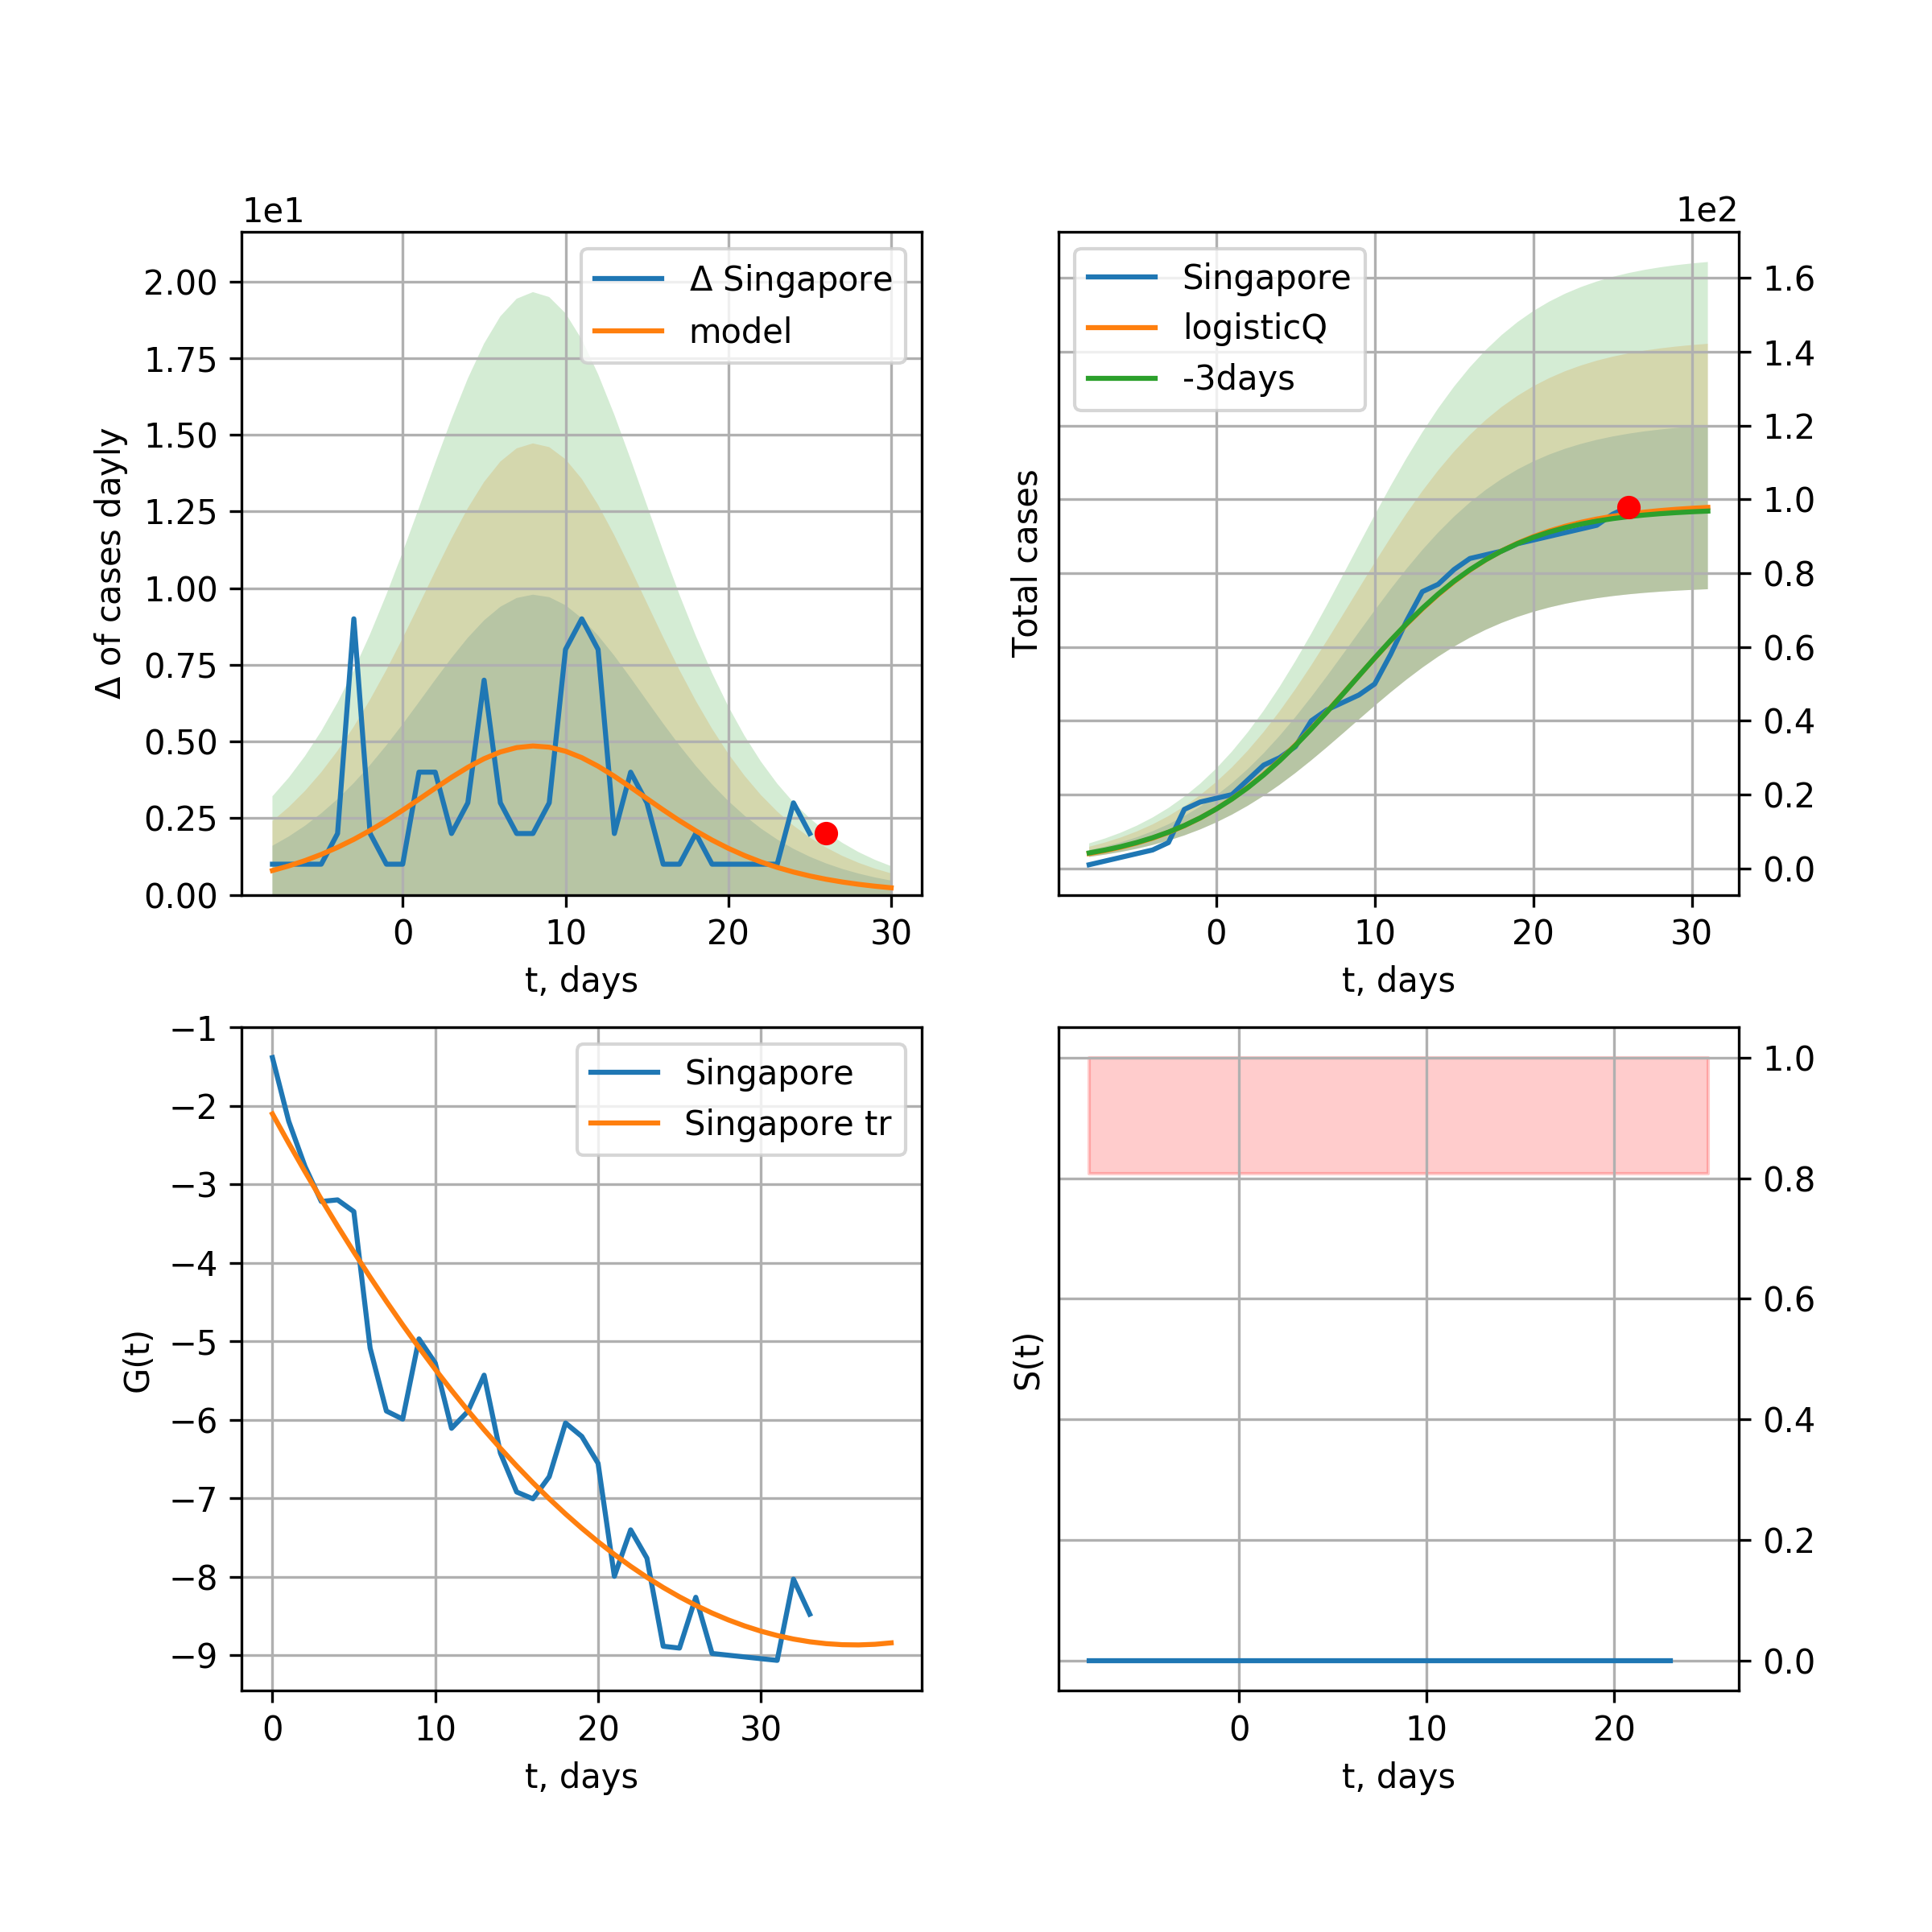 1e1
Δ of cases dayly
2.00
1.75
1.50
1.25
1.00
0.75
0.50
0.25
0.00
Δ Singapore
model
0 10 20 30
t, days
1e2
Total cases
Singapore
logisticQ
-3days
1.6
1.4
1.2
1.0
0.8
0.6
0.4
0.2
0.0
0 10 20 30
t, days
G(t)
−1
−2
−3
−4
−5
−6
−7
−8
−9
Singapore
Singapore tr
0 10 20 30
t, days
S(t)
1.0
0.8
0.6
0.4
0.2
0.0
0 10 20
t, days